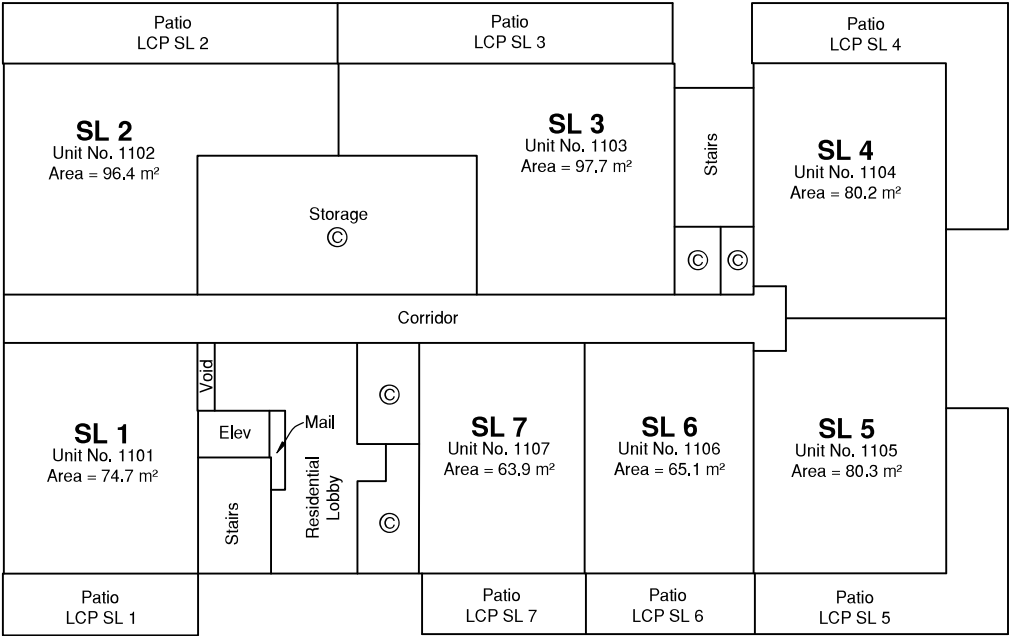 Patio
LCP SL 2
Patio
LCP SL 3
Patio
LCP SL 4
SL 2
Unit No. 1102
Area = 96.4 m²
SL 3
Unit No. 1103
Area = 97.7 m²
Stairs
SL 4
Unit No. 1104
Area = 80.2 m²
Storage
©
©
©
Corridor
Void
©
SL 1
Unit No. 1101
Area = 74.7 m²
Elev
Mail
Residential
Lobby
Stairs
©
SL 7
Unit No. 1107
Area = 63.9 m²
SL 6
Unit No. 1106
Area = 65.1 m²
SL 5
Unit No. 1105
Area = 80.3 m²
Patio
LCP SL 1
Patio
LCP SL 7
Patio
LCP SL 6
Patio
LCP SL 5